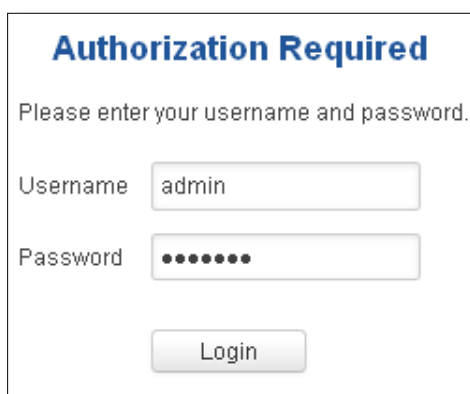 Authorization Required
Please enter your username and password.
Username admin
Password •••••••
Login